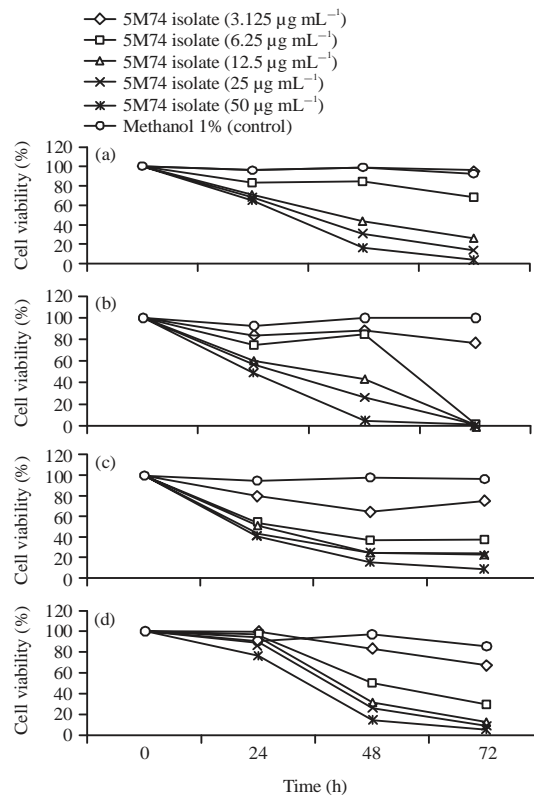 5M74 isolate (3.125 µg mL⁻¹)
5M74 isolate (6.25 µg mL⁻¹)
5M74 isolate (12.5 µg mL⁻¹)
5M74 isolate (25 µg mL⁻¹)
5M74 isolate (50 µg mL⁻¹)
Methanol 1% (control)
(a)
Cell viability (%)
120
100
80
60
40
20
0
(b)
Cell viability (%)
120
100
80
60
40
20
0
(c)
Cell viability (%)
120
100
80
60
40
20
0
(d)
Cell viability (%)
120
100
80
60
40
20
0
0 24 48 72
Time (h)